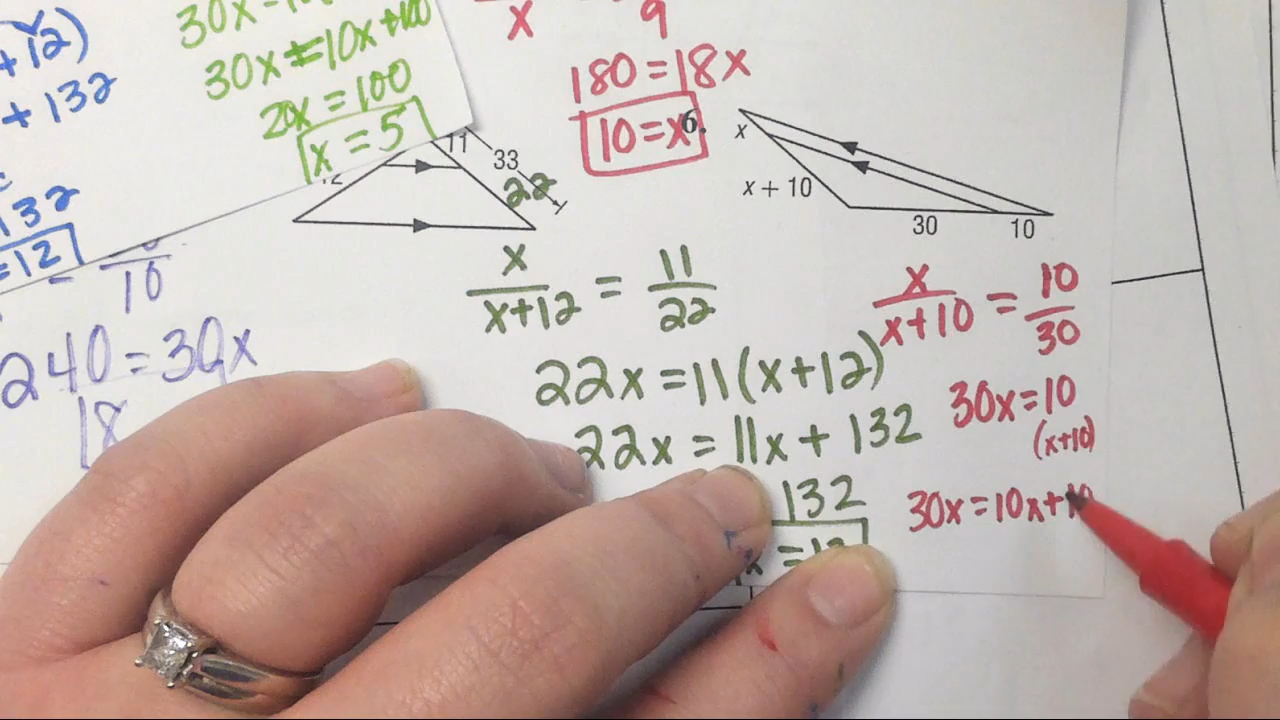 +12)
+ 132
132
=12
30x
30x=10x+100
20x = 100
x = 5
x
9
180=18x
10=x
6.
x
x + 10
30
10
11
33
22
10
240=30x
18
x
x+12
=
11
22
22x=11(x+12)
22x=11x+132
132
x
x+10
=
10
30
30x=10
(x+10)
30x=10x+10